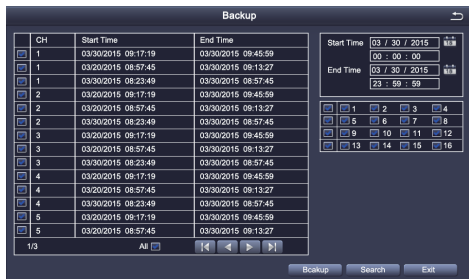 Backup
CH Start Time End Time
1 03/30/2015 09:17:19 03/30/2015 09:45:59
1 03/20/2015 08:57:45 03/20/2015 09:13:27
1 03/30/2015 08:23:49 03/30/2015 08:57:45
2 03/30/2015 09:17:19 03/30/2015 09:45:59
2 03/20/2015 08:57:45 03/20/2015 09:13:27
2 03/30/2015 08:23:49 03/30/2015 08:57:45
3 03/30/2015 09:17:19 03/30/2015 09:45:59
3 03/20/2015 08:57:45 03/20/2015 09:13:27
3 03/30/2015 08:23:49 03/30/2015 08:57:45
4 03/20/2015 09:17:19 03/30/2015 09:45:59
4 03/20/2015 08:57:45 03/20/2015 09:13:27
4 03/30/2015 08:23:49 03/30/2015 08:57:45
5 03/20/2015 09:17:19 03/30/2015 09:45:59
5 03/20/2015 08:57:45 03/20/2015 09:13:27
1/3 All
Start Time 03 / 30 / 2015 18
00 : 00 : 00
End Time 03 / 30 / 2015 18
23 : 59 : 59
1 2 3 4
5 6 7 8
9 10 11 12
13 14 15 16
Bcakup Search Exit